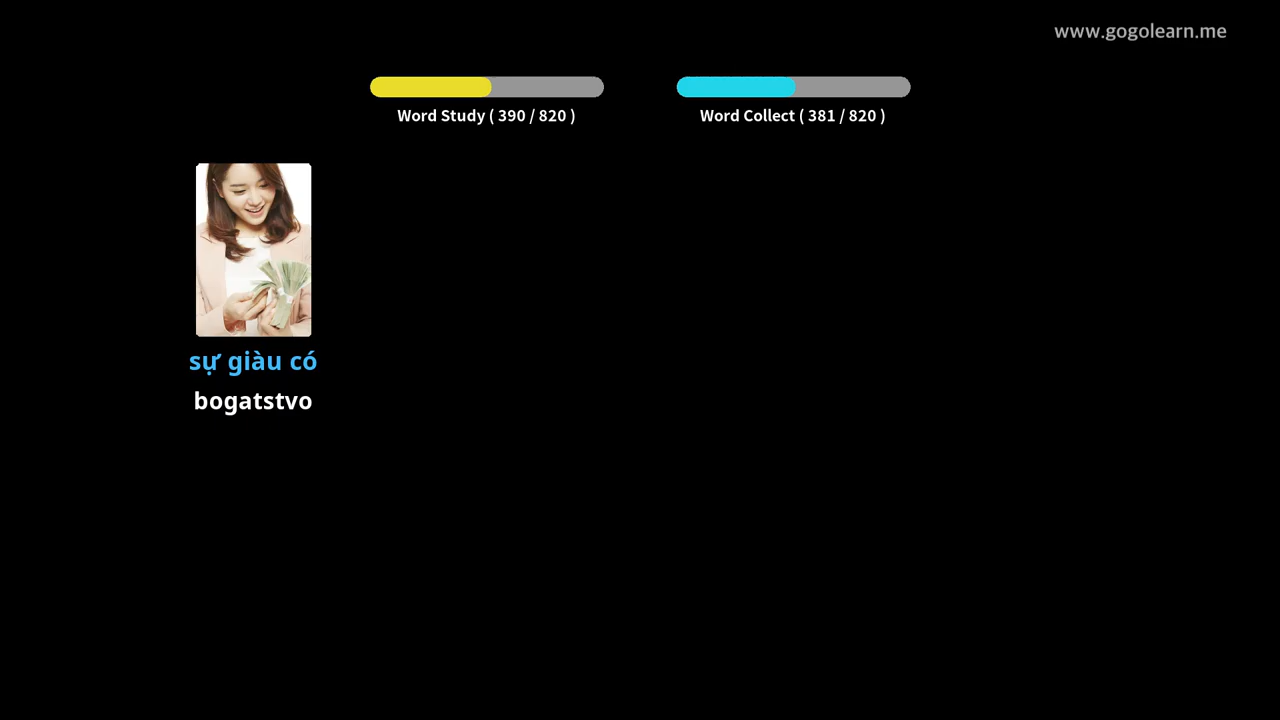 www.gogolearn.me
Word Study ( 390 / 820 )
Word Collect ( 381 / 820 )
sự giàu có
bogatstvo